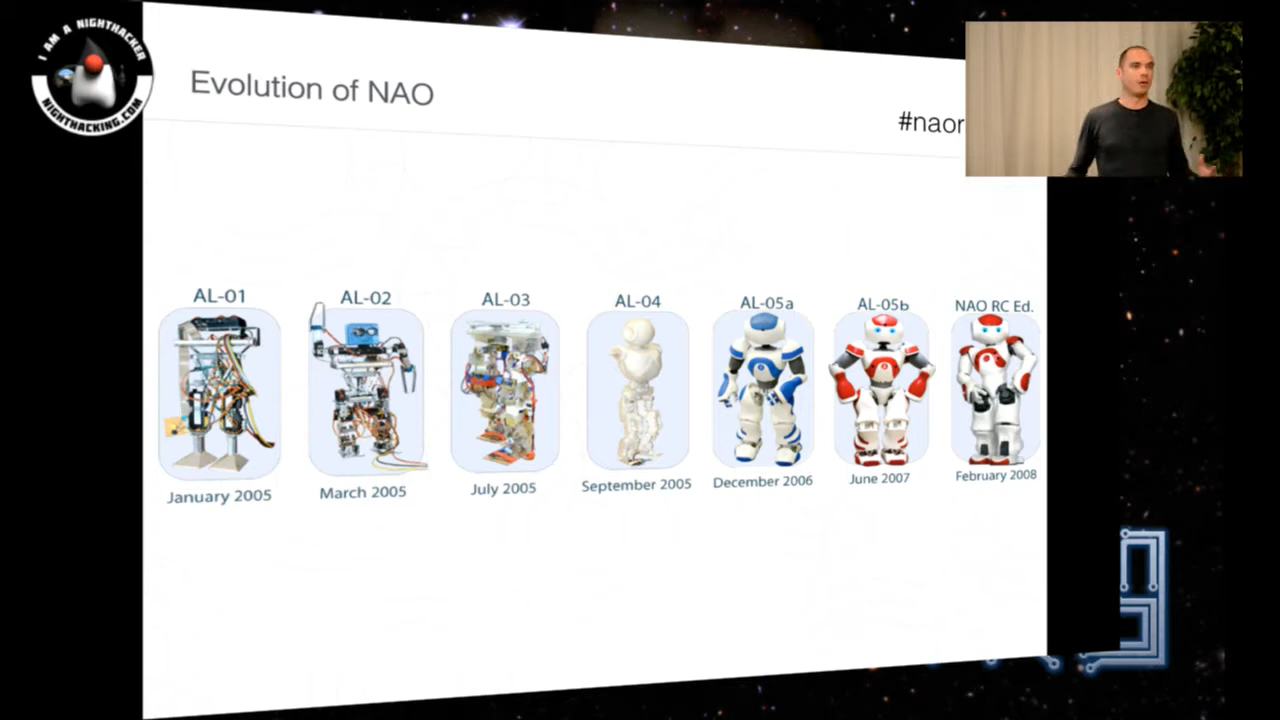 I AM A NIGHTHACKER
NIGHTHACKING.COM
Evolution of NAO
#naor
AL-01
AL-02
AL-03
AL-04
AL-05a
AL-05b
NAO RC Ed.
January 2005
March 2005
July 2005
September 2005
December 2006
June 2007
February 2008